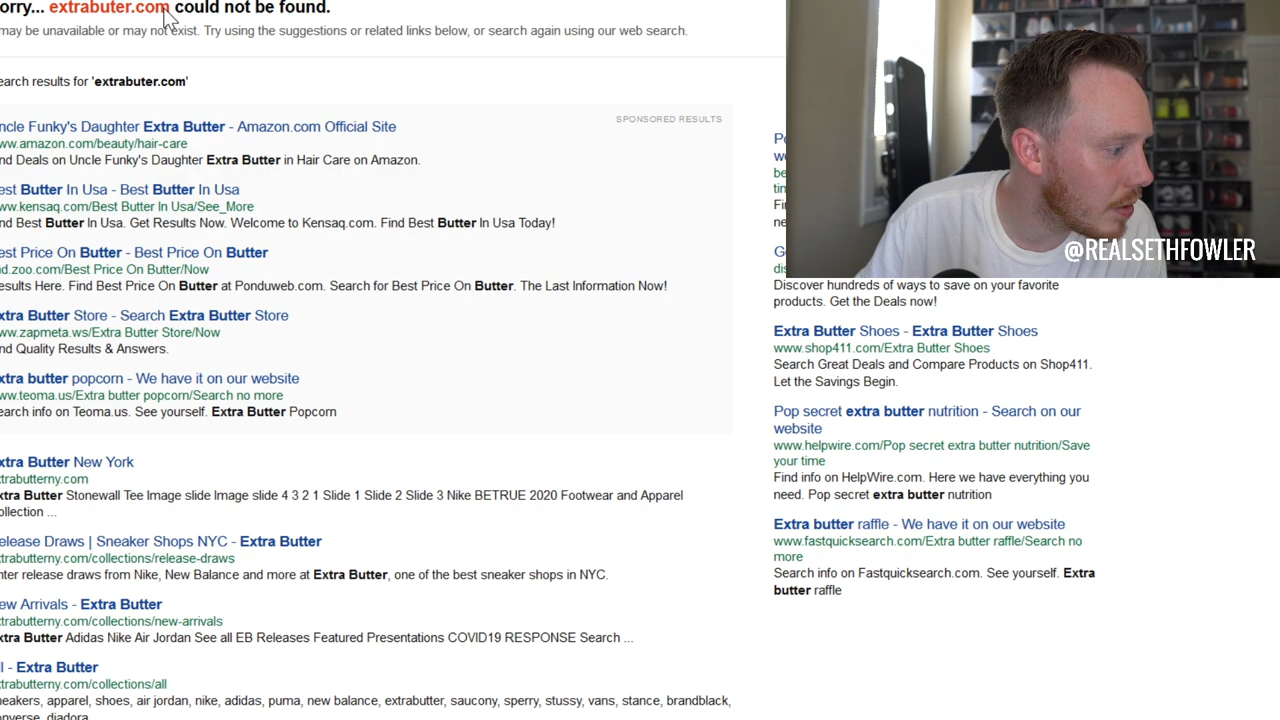 orry... extrabuter.com could not be found.
may be unavailable or may not exist. Try using the suggestions or related links below, or search again using our web search.
earch results for 'extrabuter.com'
SPONSORED RESULTS
ncle Funky's Daughter Extra Butter - Amazon.com Official Site
ww.amazon.com/beauty/hair-care
nd Deals on Uncle Funky's Daughter Extra Butter in Hair Care on Amazon.
est Butter In Usa - Best Butter In Usa
ww.kensaq.com/Best Butter In Usa/See_More
nd Best Butter In Usa. Get Results Now. Welcome to Kensaq.com. Find Best Butter In Usa Today!
est Price On Butter - Best Price On Butter
d.zoo.com/Best Price On Butter/Now
esults Here. Find Best Price On Butter at Ponduweb.com. Search for Best Price On Butter. The Last Information Now!
xtra Butter Store - Search Extra Butter Store
ww.zapmeta.ws/Extra Butter Store/Now
nd Quality Results & Answers.
xtra butter popcorn - We have it on our website
ww.teoma.us/Extra butter popcorn/Search no more
earch info on Teoma.us. See yourself. Extra Butter Popcorn
xtra Butter New York
xtrabutterny.com
xtra Butter Stonewall Tee Image slide Image slide 4 3 2 1 Slide 1 Slide 2 Slide 3 Nike BETRUE 2020 Footwear and Apparel
ollection ...
elease Draws | Sneaker Shops NYC - Extra Butter
xtrabutterny.com/collections/release-draws
nter release draws from Nike, New Balance and more at Extra Butter, one of the best sneaker shops in NYC.
ew Arrivals - Extra Butter
xtrabutterny.com/collections/new-arrivals
xtra Butter Adidas Nike Air Jordan See all EB Releases Featured Presentations COVID19 RESPONSE Search ...
ll - Extra Butter
xtrabutterny.com/collections/all
neakers, apparel, shoes, air jordan, nike, adidas, puma, new balance, extrabutter, saucony, sperry, stussy, vans, stance, brandblack,
onverse, diadora
@REALSETHFOWLER
Discover hundreds of ways to save on your favorite
products. Get the Deals now!
Extra Butter Shoes - Extra Butter Shoes
www.shop411.com/Extra Butter Shoes
Search Great Deals and Compare Products on Shop411.
Let the Savings Begin.
Pop secret extra butter nutrition - Search on our
website
www.helpwire.com/Pop secret extra butter nutrition/Save
your time
Find info on HelpWire.com. Here we have everything you
need. Pop secret extra butter nutrition
Extra butter raffle - We have it on our website
www.fastquicksearch.com/Extra butter raffle/Search no
more
Search info on Fastquicksearch.com. See yourself. Extra
butter raffle